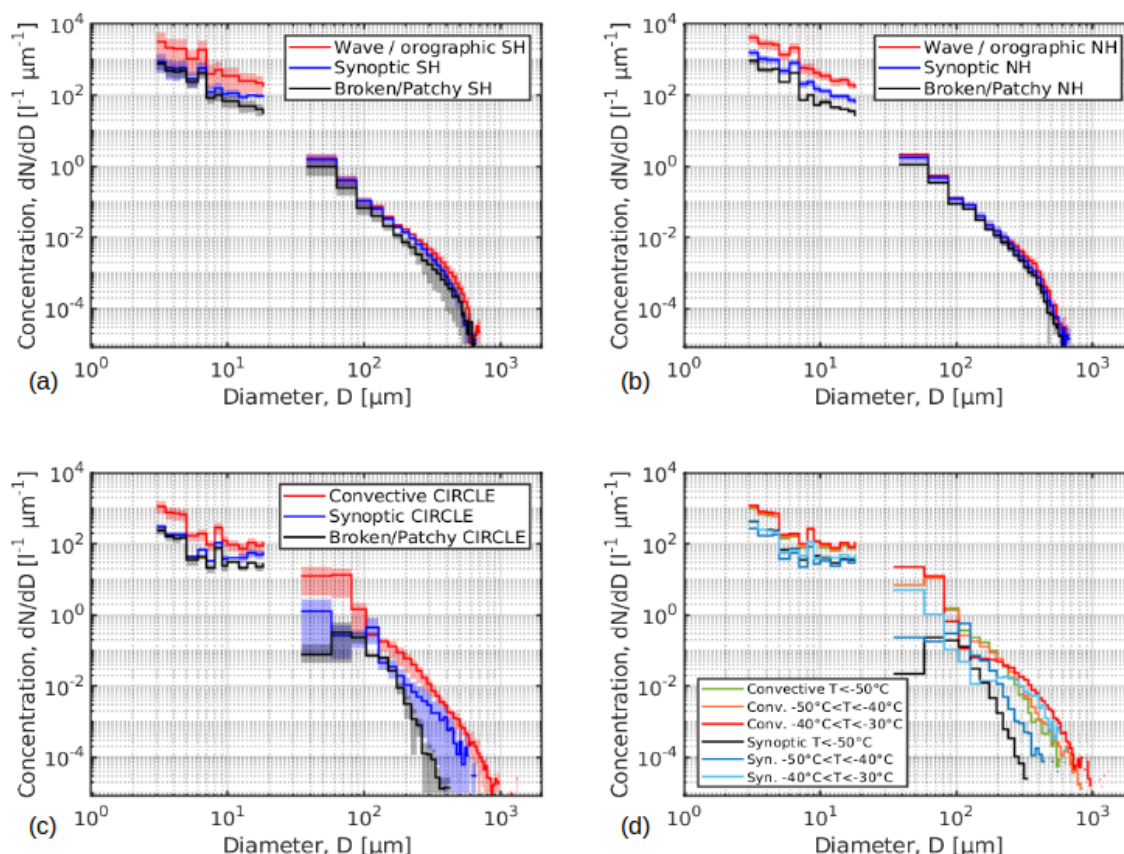 10^4
10^2
10^0
10^-2
10^-4
Concentration, dN/dD [l^-1 µm^-1]
Wave / orographic SH
Synoptic SH
Broken/Patchy SH
10^0 10^1 10^2 10^3
Diameter, D [µm]
(a)
10^4
10^2
10^0
10^-2
10^-4
Concentration, dN/dD [l^-1 µm^-1]
Wave / orographic NH
Synoptic NH
Broken/Patchy NH
10^0 10^1 10^2 10^3
Diameter, D [µm]
(b)
10^4
10^2
10^0
10^-2
10^-4
Concentration, dN/dD [l^-1 µm^-1]
Convective CIRCLE
Synoptic CIRCLE
Broken/Patchy CIRCLE
10^0 10^1 10^2 10^3
Diameter, D [µm]
(c)
10^4
10^2
10^0
10^-2
10^-4
Concentration, dN/dD [l^-1 µm^-1]
Convective T<-50°C
Conv. -50°C<T<-40°C
Conv. -40°C<T<-30°C
Synoptic T<-50°C
Syn. -50°C<T<-40°C
Syn. -40°C<T<-30°C
10^0 10^1 10^2 10^3
Diameter, D [µm]
(d)